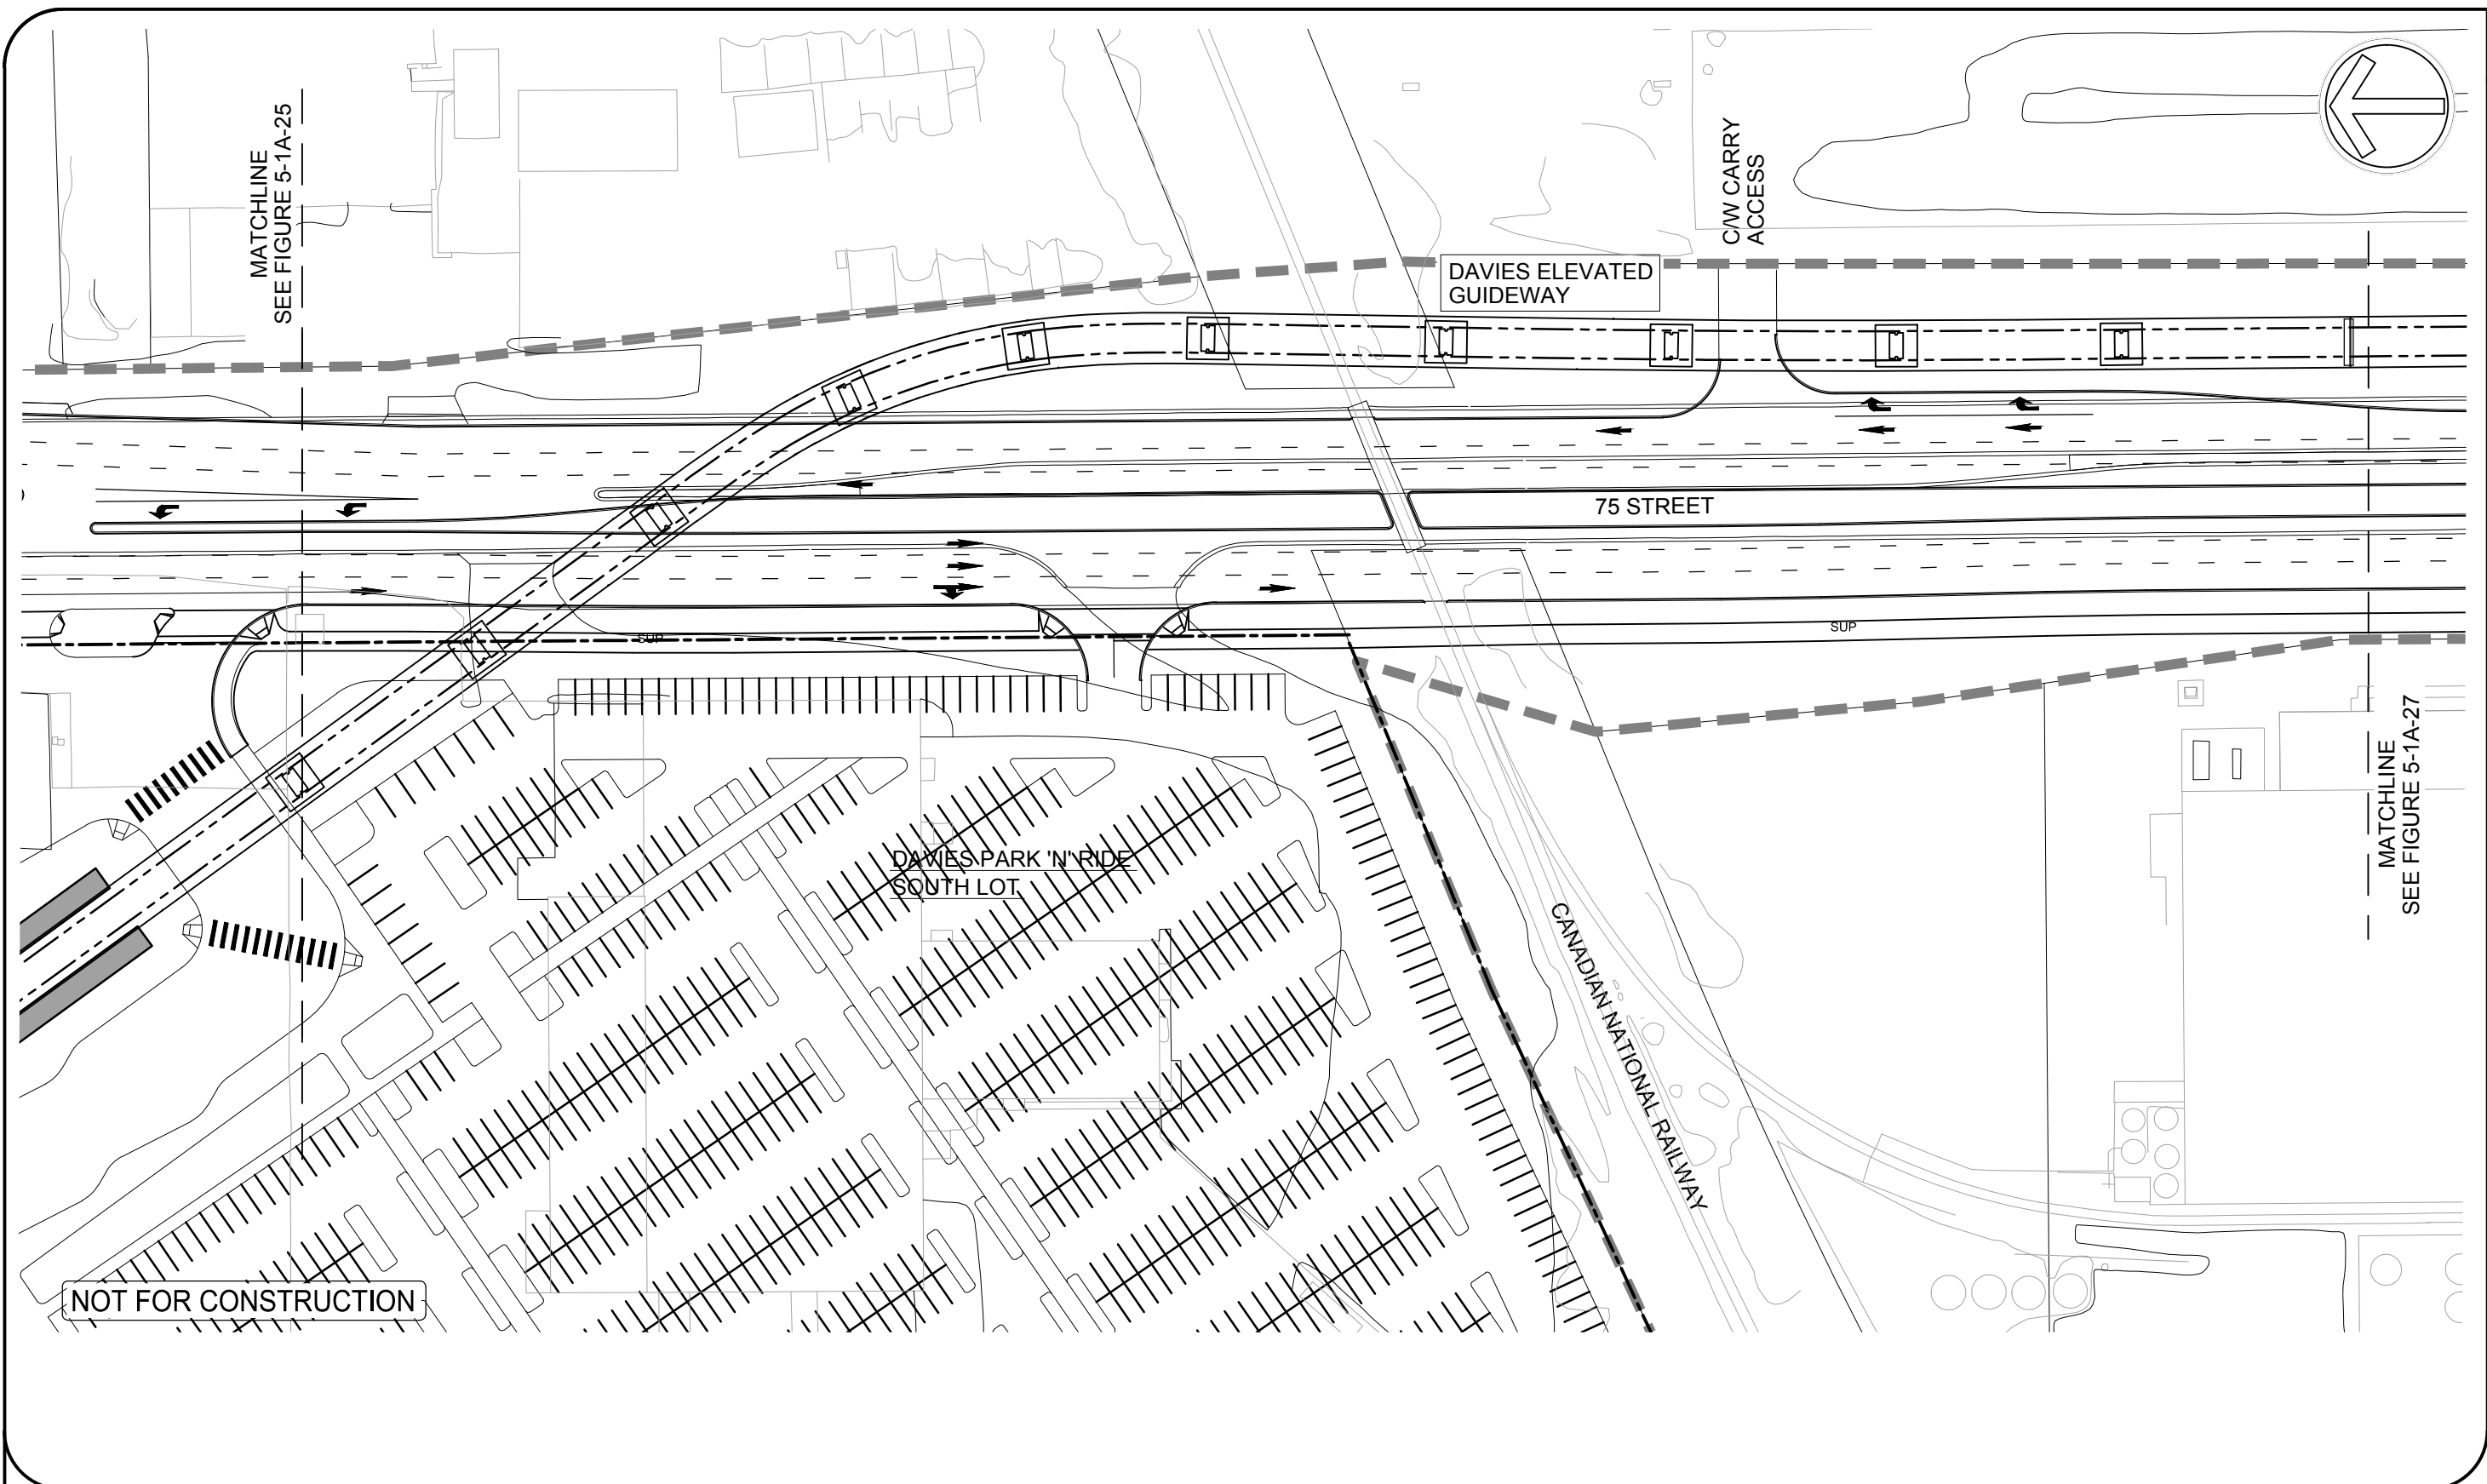 MATCHLINE
SEE FIGURE 5-1A-25
C/W CARRY
ACCESS
DAVIES ELEVATED
GUIDEWAY
75 STREET
SUP
SUP
DAVIES PARK 'N' RIDE
SOUTH LOT
CANADIAN NATIONAL RAILWAY
MATCHLINE
SEE FIGURE 5-1A-27
NOT FOR CONSTRUCTION